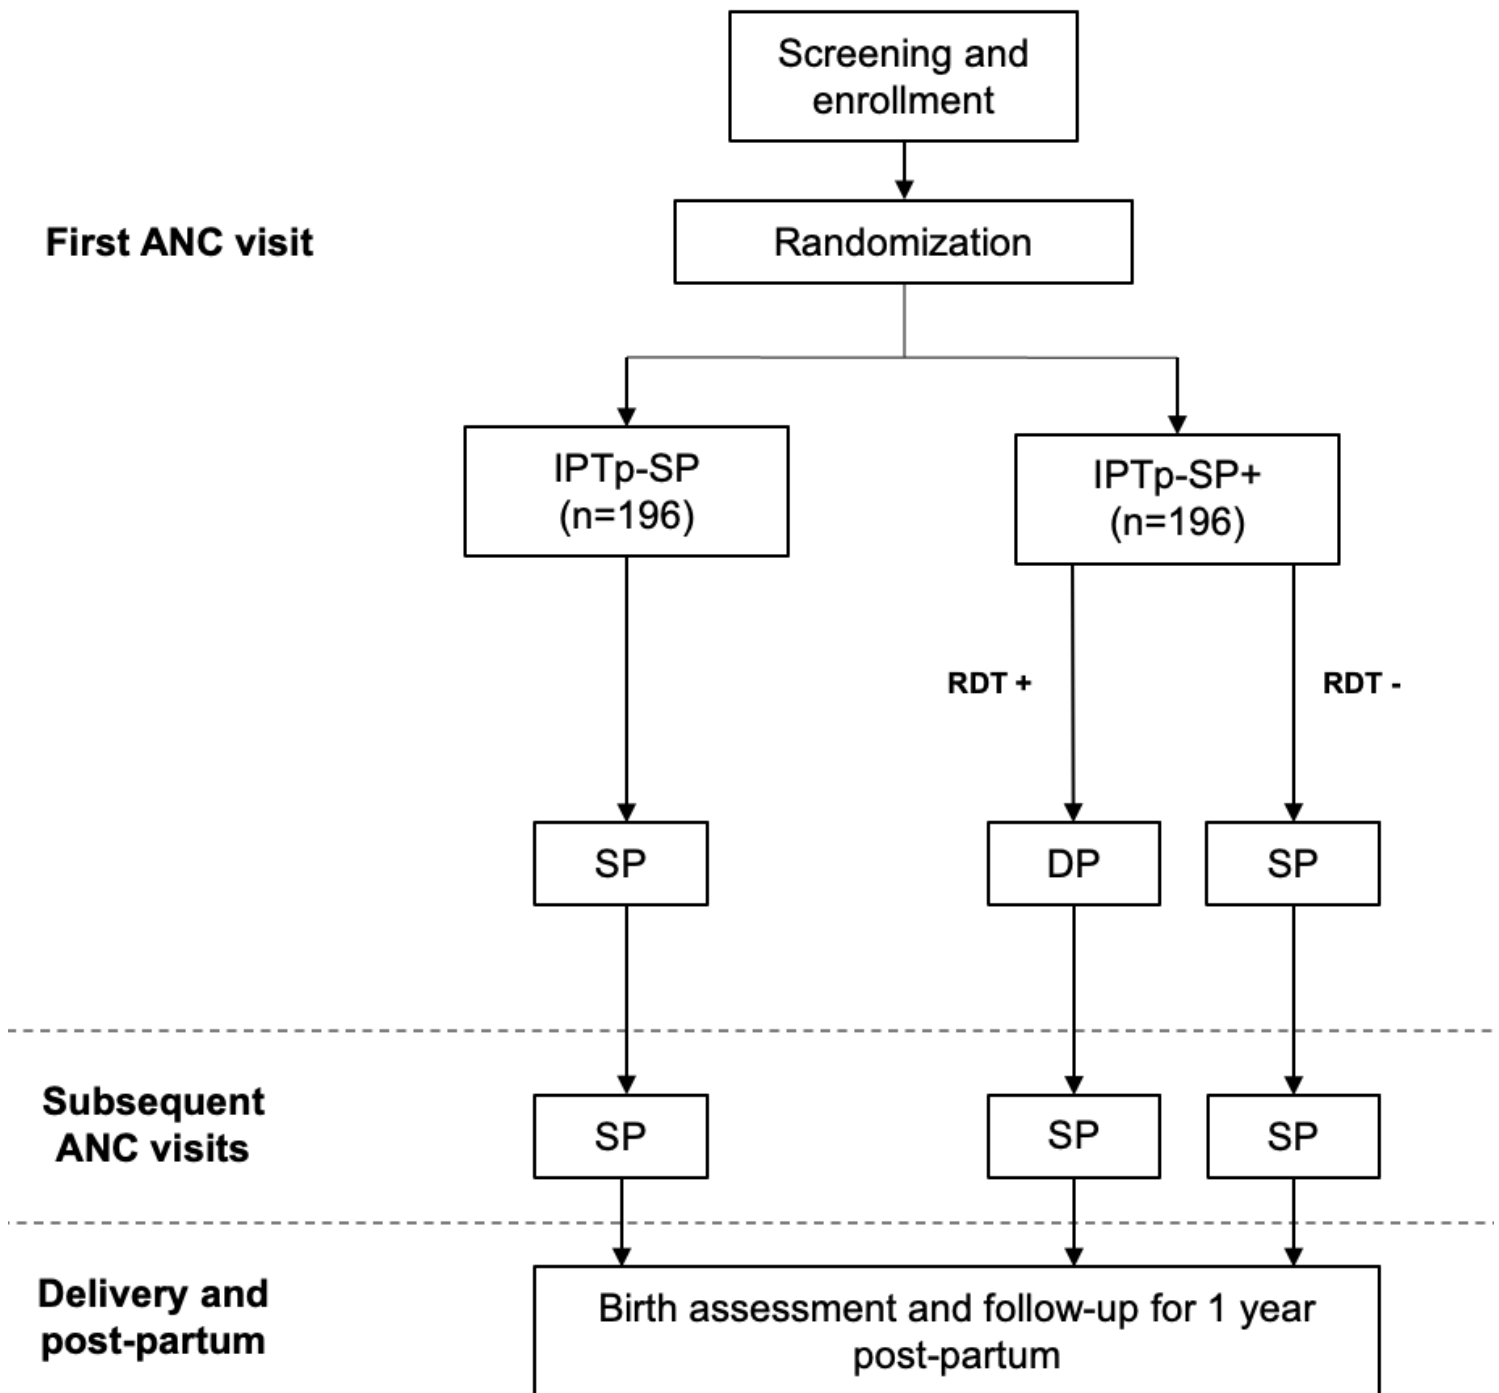 Screening and
enrollment
First ANC visit
Randomization
IPTp-SP
(n=196)
IPTp-SP+
(n=196)
RDT +
RDT -
SP
DP
SP
Subsequent
ANC visits
SP
SP
SP
Delivery and
post-partum
Birth assessment and follow-up for 1 year
post-partum